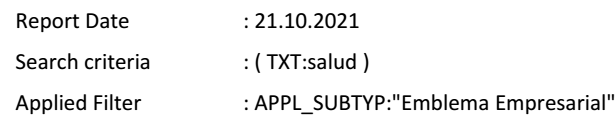 Report Date : 21.10.2021
Search criteria : ( TXT:salud )
Applied Filter : APPL_SUBTYP:"Emblema Empresarial"